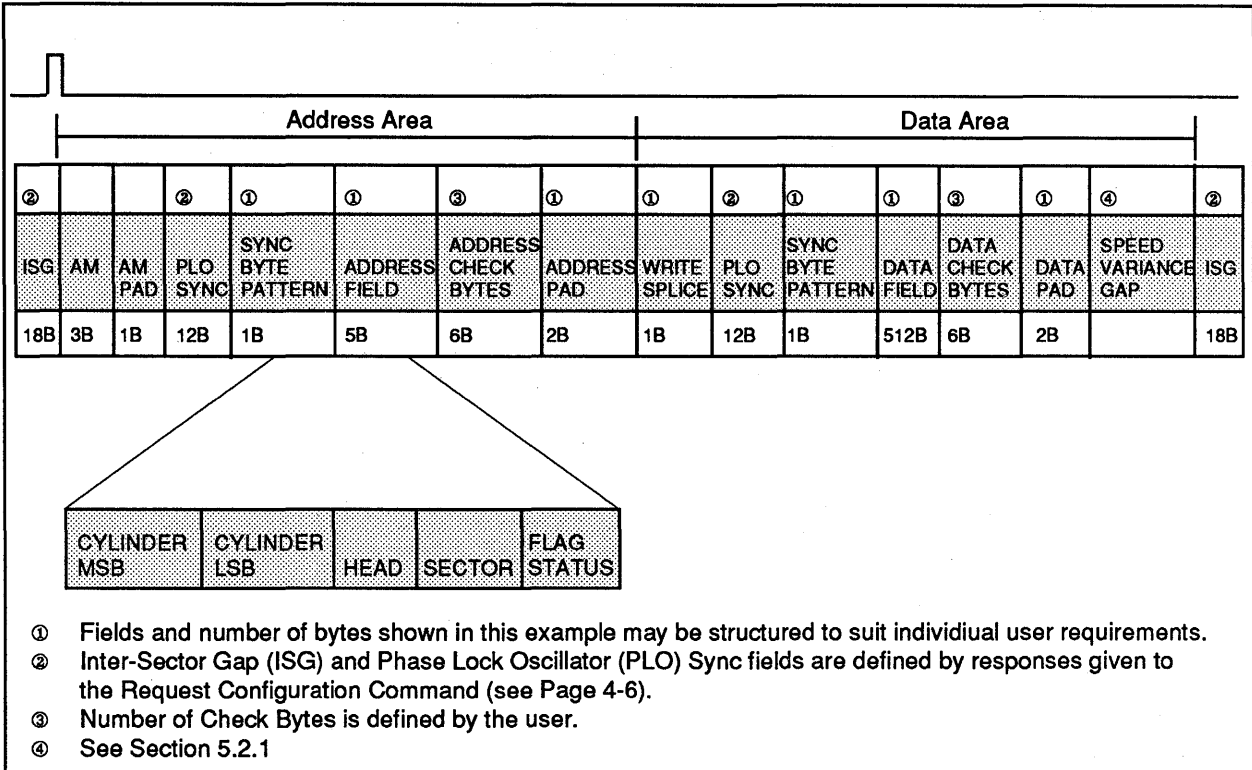 Address Area
Data Area
② ② ① ① ③ ① ① ② ① ① ③ ① ④ ②
ISG AM AM PAD PLO SYNC SYNC BYTE PATTERN ADDRESS FIELD ADDRESS CHECK BYTES ADDRESS PAD WRITE SPLICE PLO SYNC SYNC BYTE PATTERN DATA FIELD DATA CHECK BYTES DATA PAD SPEED VARIANCE GAP ISG
18B 3B 1B 12B 1B 5B 6B 2B 1B 12B 1B 512B 6B 2B 18B
CYLINDER MSB CYLINDER LSB HEAD SECTOR FLAG STATUS
① Fields and number of bytes shown in this example may be structured to suit individiual user requirements.
② Inter-Sector Gap (ISG) and Phase Lock Oscillator (PLO) Sync fields are defined by responses given to
the Request Configuration Command (see Page 4-6).
③ Number of Check Bytes is defined by the user.
④ See Section 5.2.1